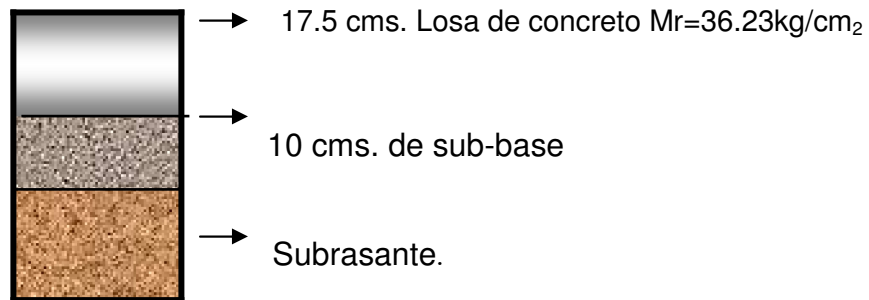 17.5 cms. Losa de concreto Mr=36.23kg/cm₂
10 cms. de sub-base
Subrasante.